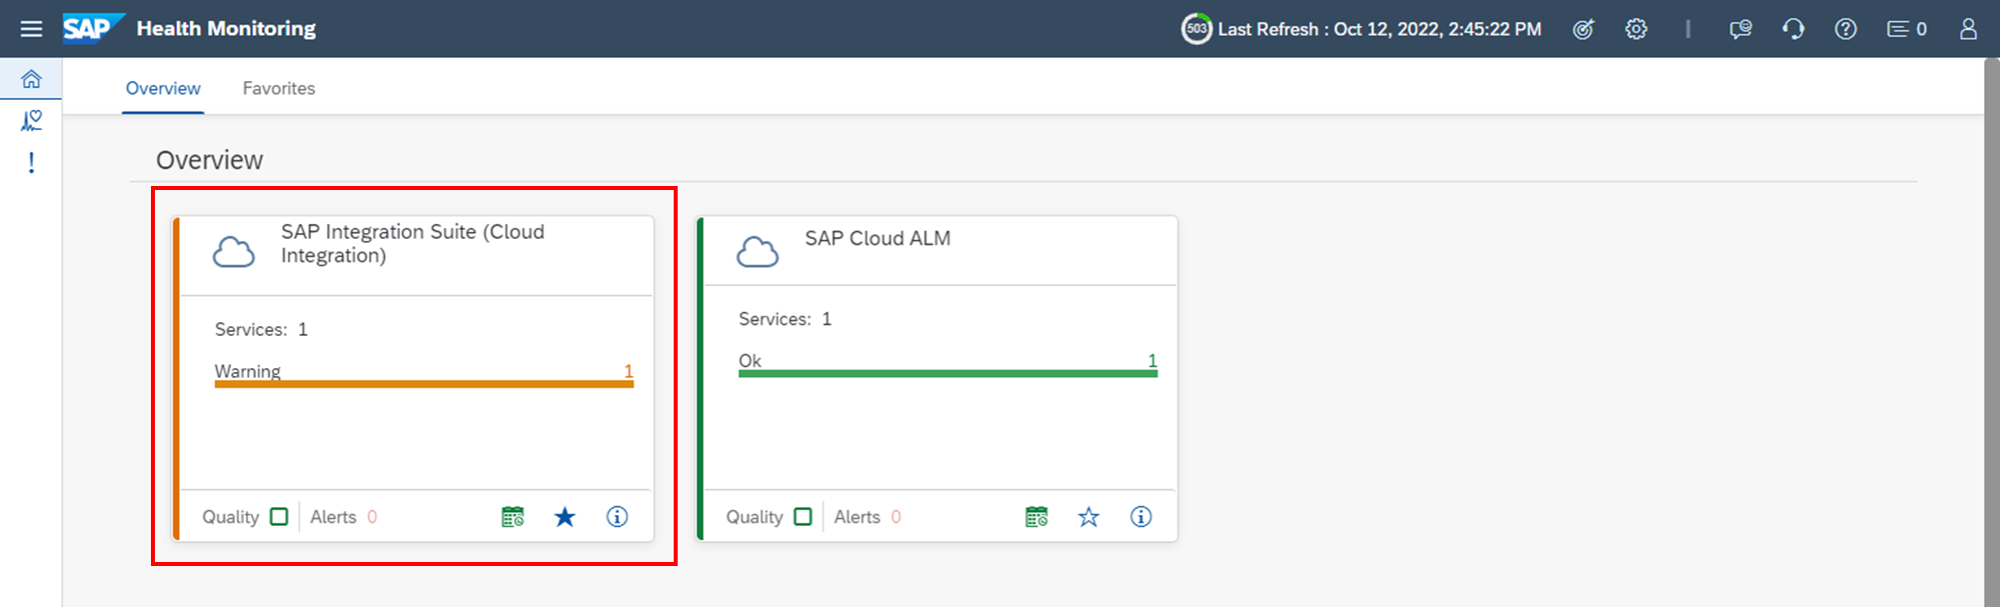 SAP Health Monitoring
503 Last Refresh : Oct 12, 2022, 2:45:22 PM
0
Overview Favorites
Overview
SAP Integration Suite (Cloud
Integration)
Services: 1
Warning 1
Quality Alerts 0
SAP Cloud ALM
Services: 1
Ok 1
Quality Alerts 0